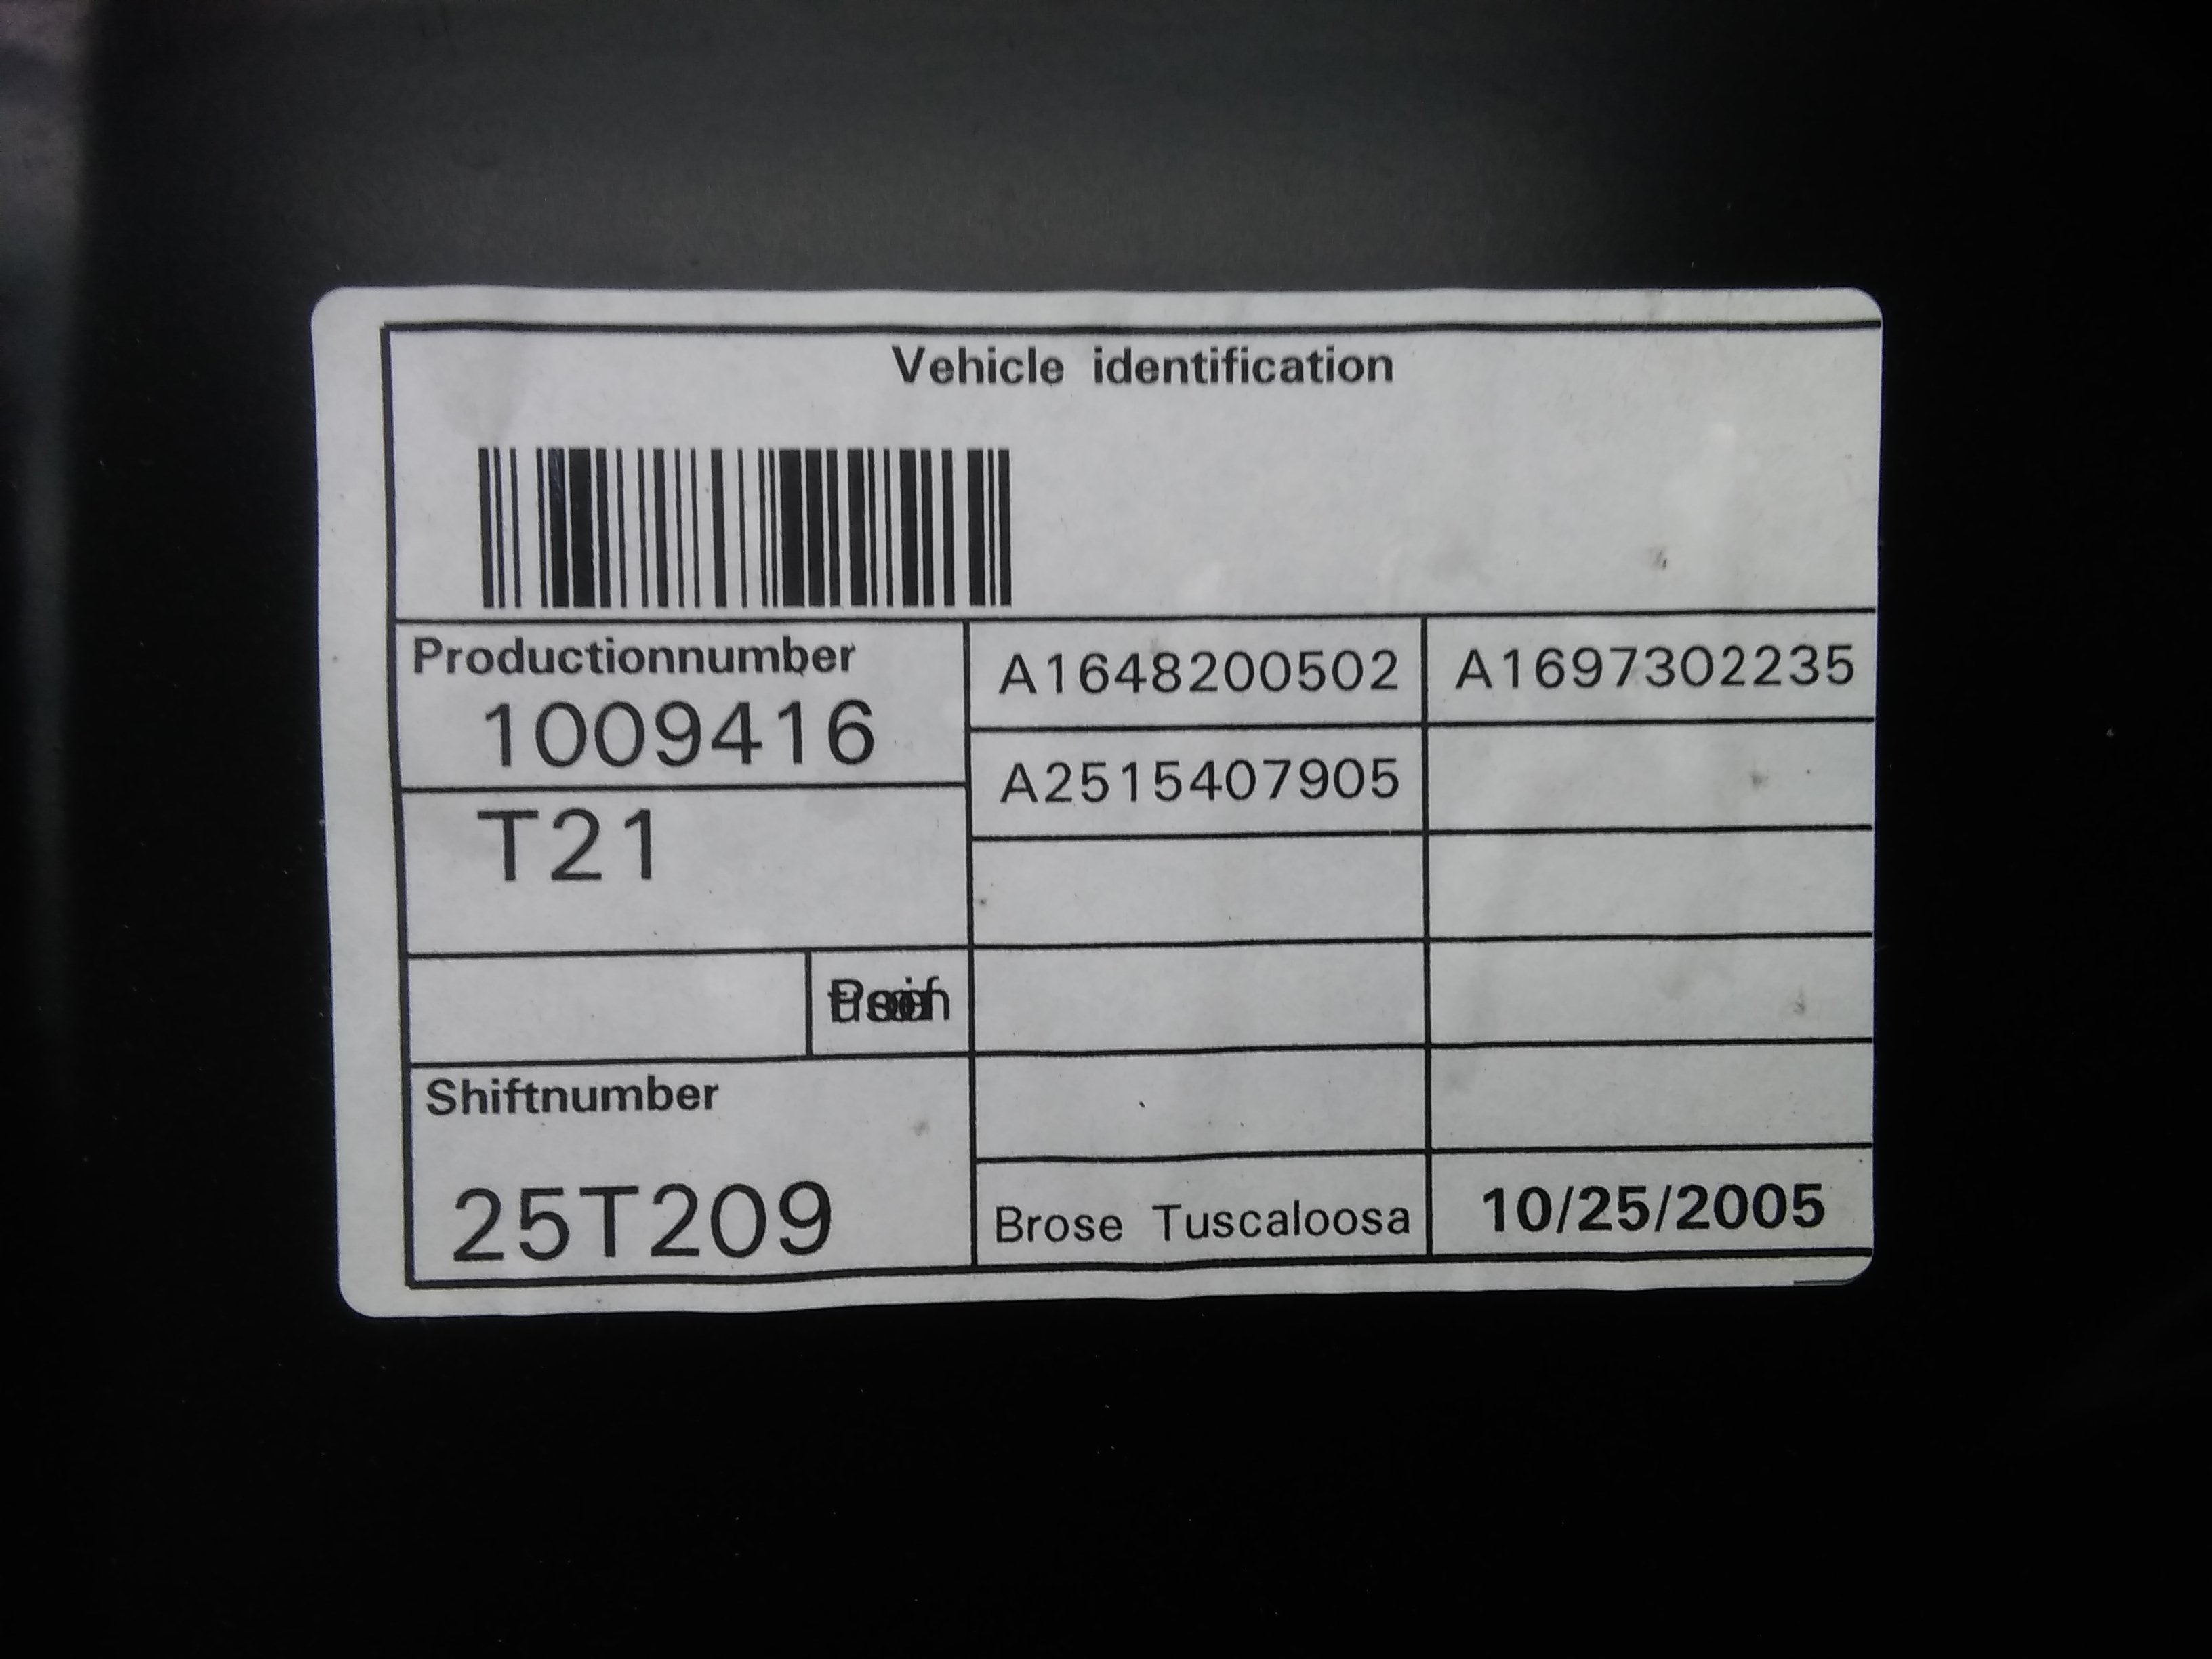 Vehicle identification
Productionnumber
1009416
T21
Shiftnumber
25T209
A1648200502
A1697302235
A2515407905
Brose Tuscaloosa
10/25/2005